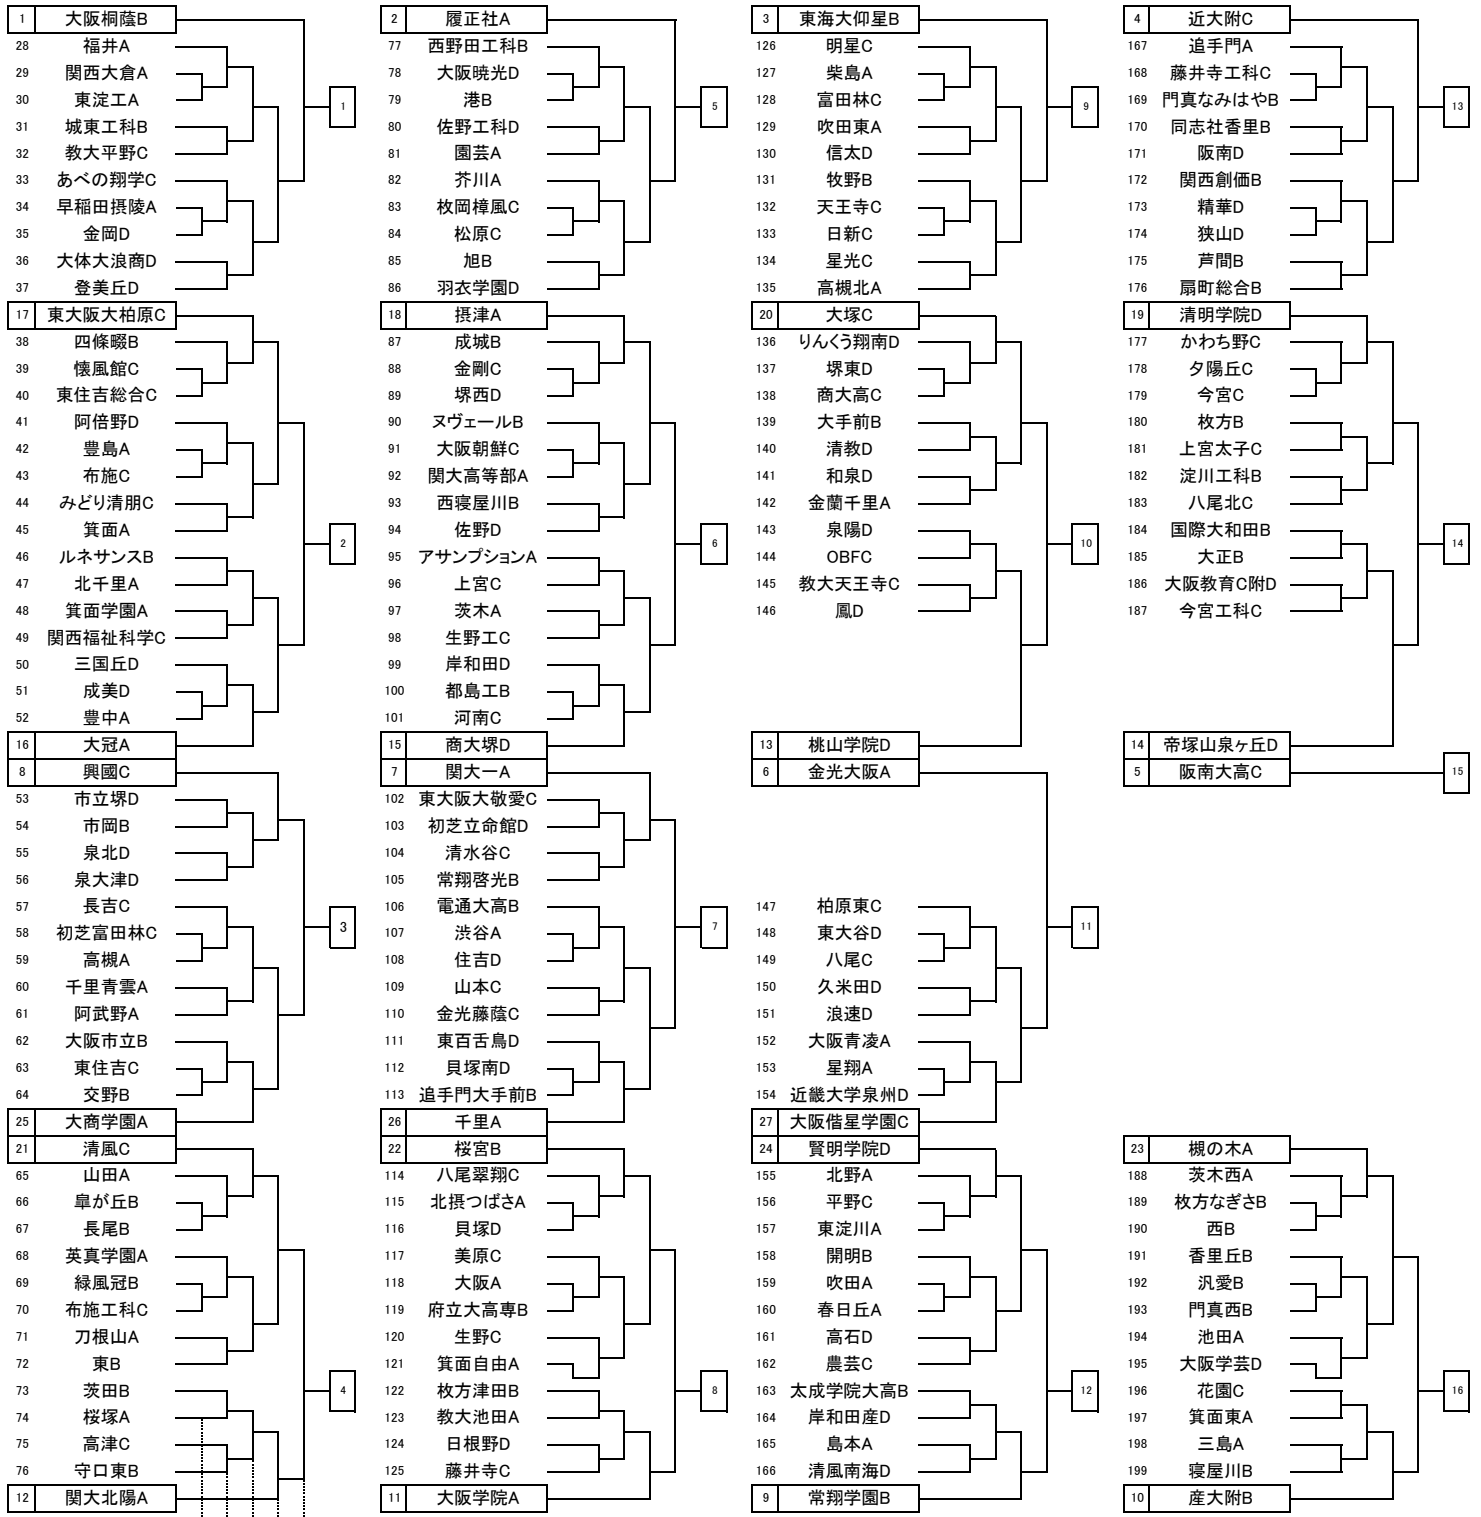 1 大阪桐蔭B
28 福井A
29 関西大倉A
30 東淀工A
1
31 城東工科B
32 教大平野C
33 あべの翔学C
34 早稲田摂陵A
35 金岡D
36 大体大浪商D
37 登美丘D
17 東大阪大柏原C
38 四條畷B
39 懐風館C
40 東住吉総合C
41 阿倍野D
42 豊島A
43 布施C
44 みどり清朋C
45 箕面A
2
46 ルネサンスB
47 北千里A
48 箕面学園A
49 関西福祉科学C
50 三国丘D
51 成美D
52 豊中A
16 大冠A
8 興國C
53 市立堺D
54 市岡B
55 泉北D
56 泉大津D
57 長吉C
58 初芝富田林C
3
59 高槻A
60 千里青雲A
61 阿武野A
62 大阪市立B
63 東住吉C
64 交野B
25 大商学園A
21 清風C
65 山田A
66 皐が丘B
67 長尾B
68 英真学園A
69 緑風冠B
70 布施工科C
71 刀根山A
72 東B
4
73 茨田B
74 桜塚A
75 高津C
76 守口東B
12 関大北陽A
2 履正社A
77 西野田工科B
78 大阪暁光D
79 港B
5
80 佐野工科D
81 園芸A
82 芥川A
83 枚岡樟風C
84 松原C
85 旭B
86 羽衣学園D
18 摂津A
87 成城B
88 金剛C
89 堺西D
90 ヌヴェールB
91 大阪朝鮮C
92 関大高等部A
93 西寝屋川B
94 佐野D
6
95 アサンプションA
96 上宮C
97 茨木A
98 生野工C
99 岸和田D
100 都島工B
101 河南C
15 商大堺D
7 関大一A
102 東大阪大敬愛C
103 初芝立命館D
104 清水谷C
105 常翔啓光B
106 電通大高B
107 渋谷A
7
108 住吉D
109 山本C
110 金光藤蔭C
111 東百舌鳥D
112 貝塚南D
113 追手門大手前B
26 千里A
22 桜宮B
114 八尾翠翔C
115 北摂つばさA
116 貝塚D
117 美原C
118 大阪A
119 府立大高専B
120 生野C
121 箕面自由A
8
122 枚方津田B
123 教大池田A
124 日根野D
125 藤井寺C
11 大阪学院A
3 東海大仰星B
126 明星C
127 柴島A
128 富田林C
9
129 吹田東A
130 信太D
131 牧野B
132 天王寺C
133 日新C
134 星光C
135 高槻北A
20 大塚C
136 りんくう翔南D
137 堺東D
138 商大高C
139 大手前B
140 清教D
141 和泉D
142 金蘭千里A
143 泉陽D
10
144 OBFC
145 教大天王寺C
146 鳳D
13 桃山学院D
6 金光大阪A
147 柏原東C
148 東大谷D
11
149 八尾C
150 久米田D
151 浪速D
152 大阪青凌A
153 星翔A
154 近畿大学泉州D
27 大阪偕星学園C
24 賢明学院D
155 北野A
156 平野C
157 東淀川A
158 開明B
159 吹田A
160 春日丘A
161 高石D
162 農芸C
12
163 太成学院大高B
164 岸和田産D
165 島本A
166 清風南海D
9 常翔学園B
4 近大附C
167 追手門A
168 藤井寺工科C
169 門真なみはやB
13
170 同志社香里B
171 阪南D
172 関西創価B
173 精華D
174 狭山D
175 芦間B
176 扇町総合B
19 清明学院D
177 かわち野C
178 夕陽丘C
179 今宮C
180 枚方B
181 上宮太子C
182 淀川工科B
183 八尾北C
184 国際大和田B
14
185 大正B
186 大阪教育C附D
187 今宮工科C
14 帝塚山泉ヶ丘D
5 阪南大高C
15
23 槻の木A
188 茨木西A
189 枚方なぎさB
190 西B
191 香里丘B
192 汎愛B
193 門真西B
194 池田A
195 大阪学芸D
16
196 花園C
197 箕面東A
198 三島A
199 寝屋川B
10 産大附B